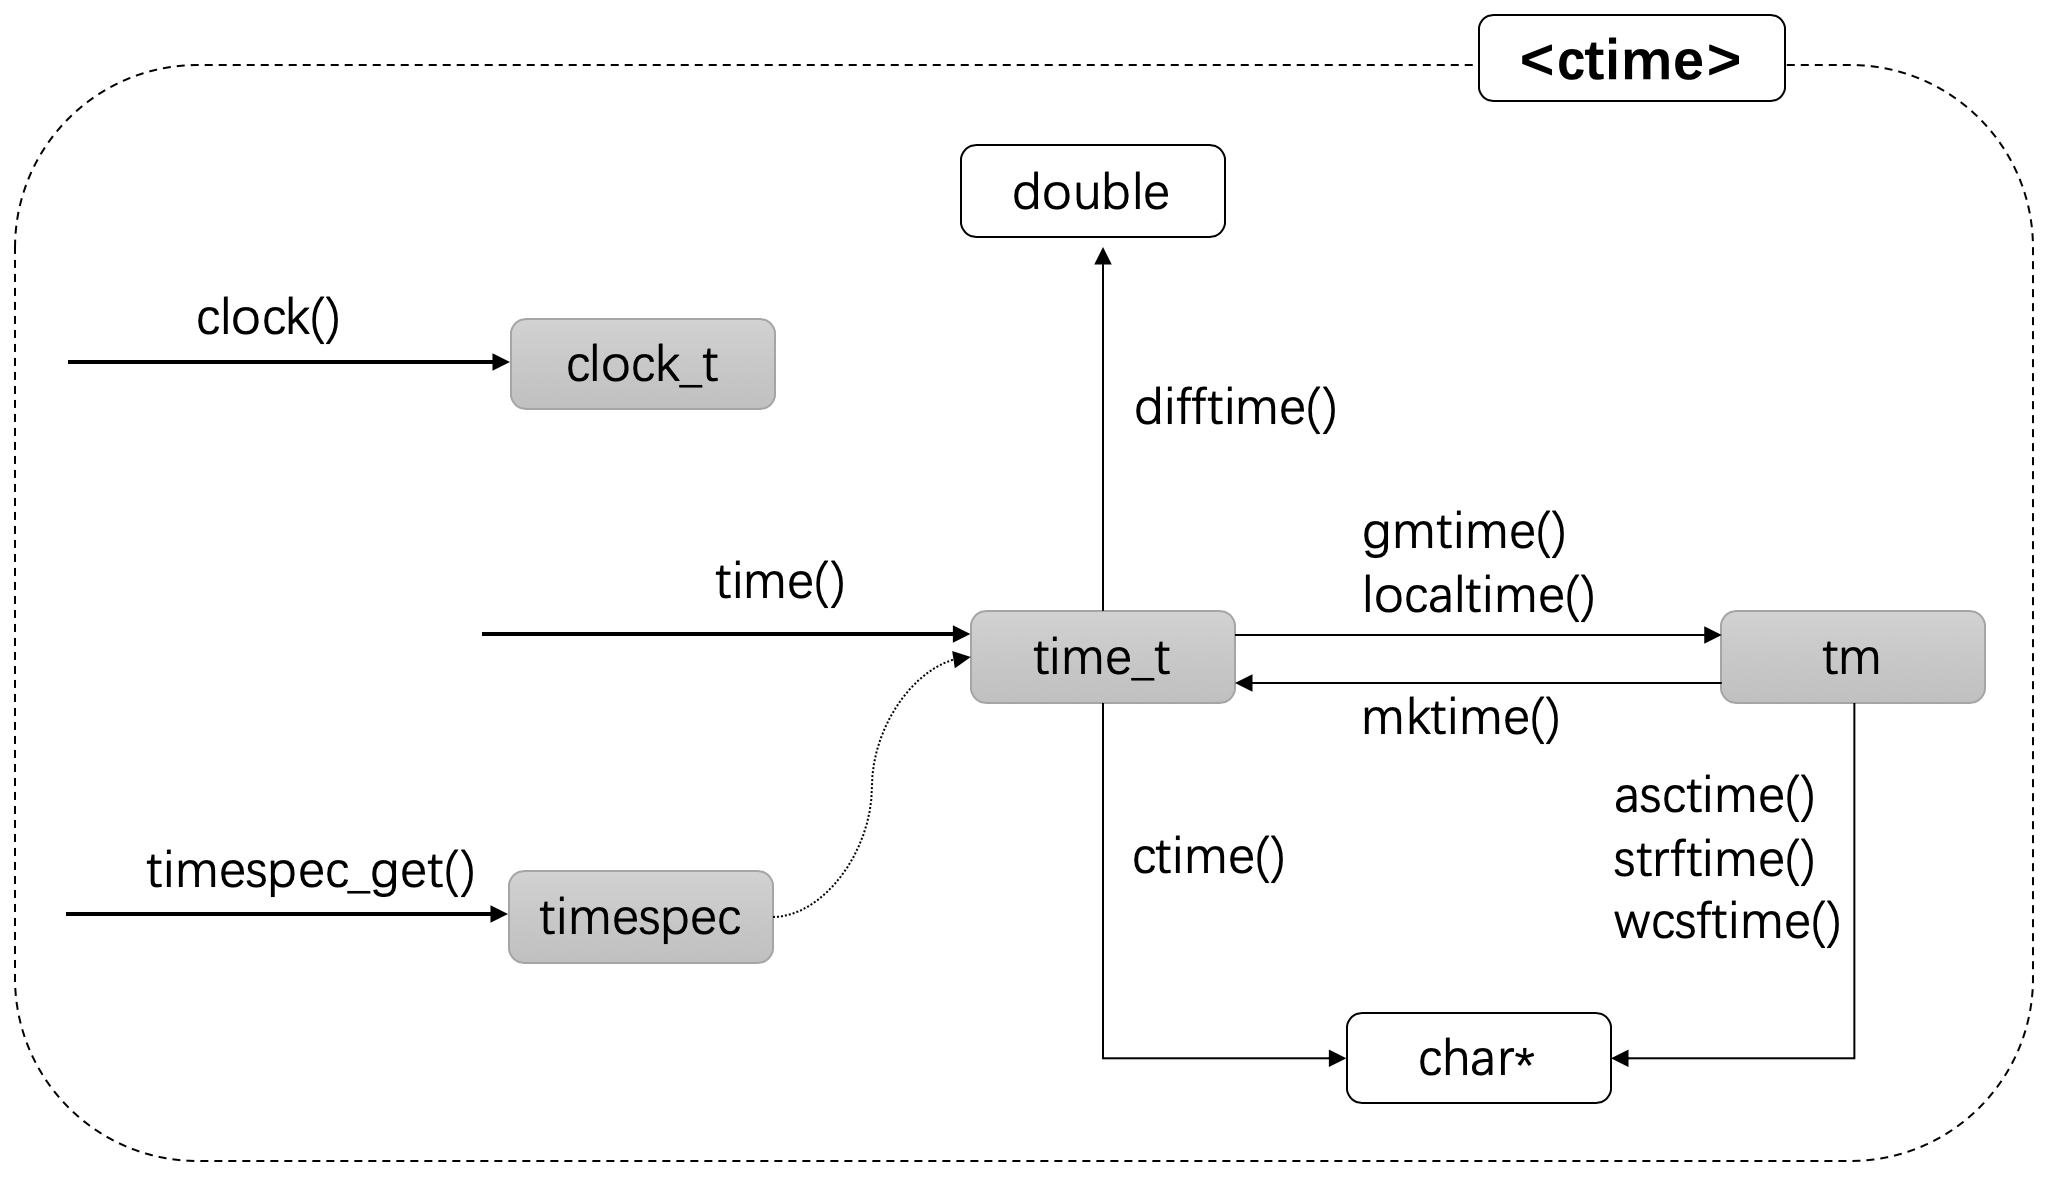 <ctime>
double
clock()
clock_t
difftime()
gmtime()
localtime()
time()
time_t
tm
mktime()
asctime()
strftime()
wcsftime()
ctime()
timespec_get()
timespec
char*